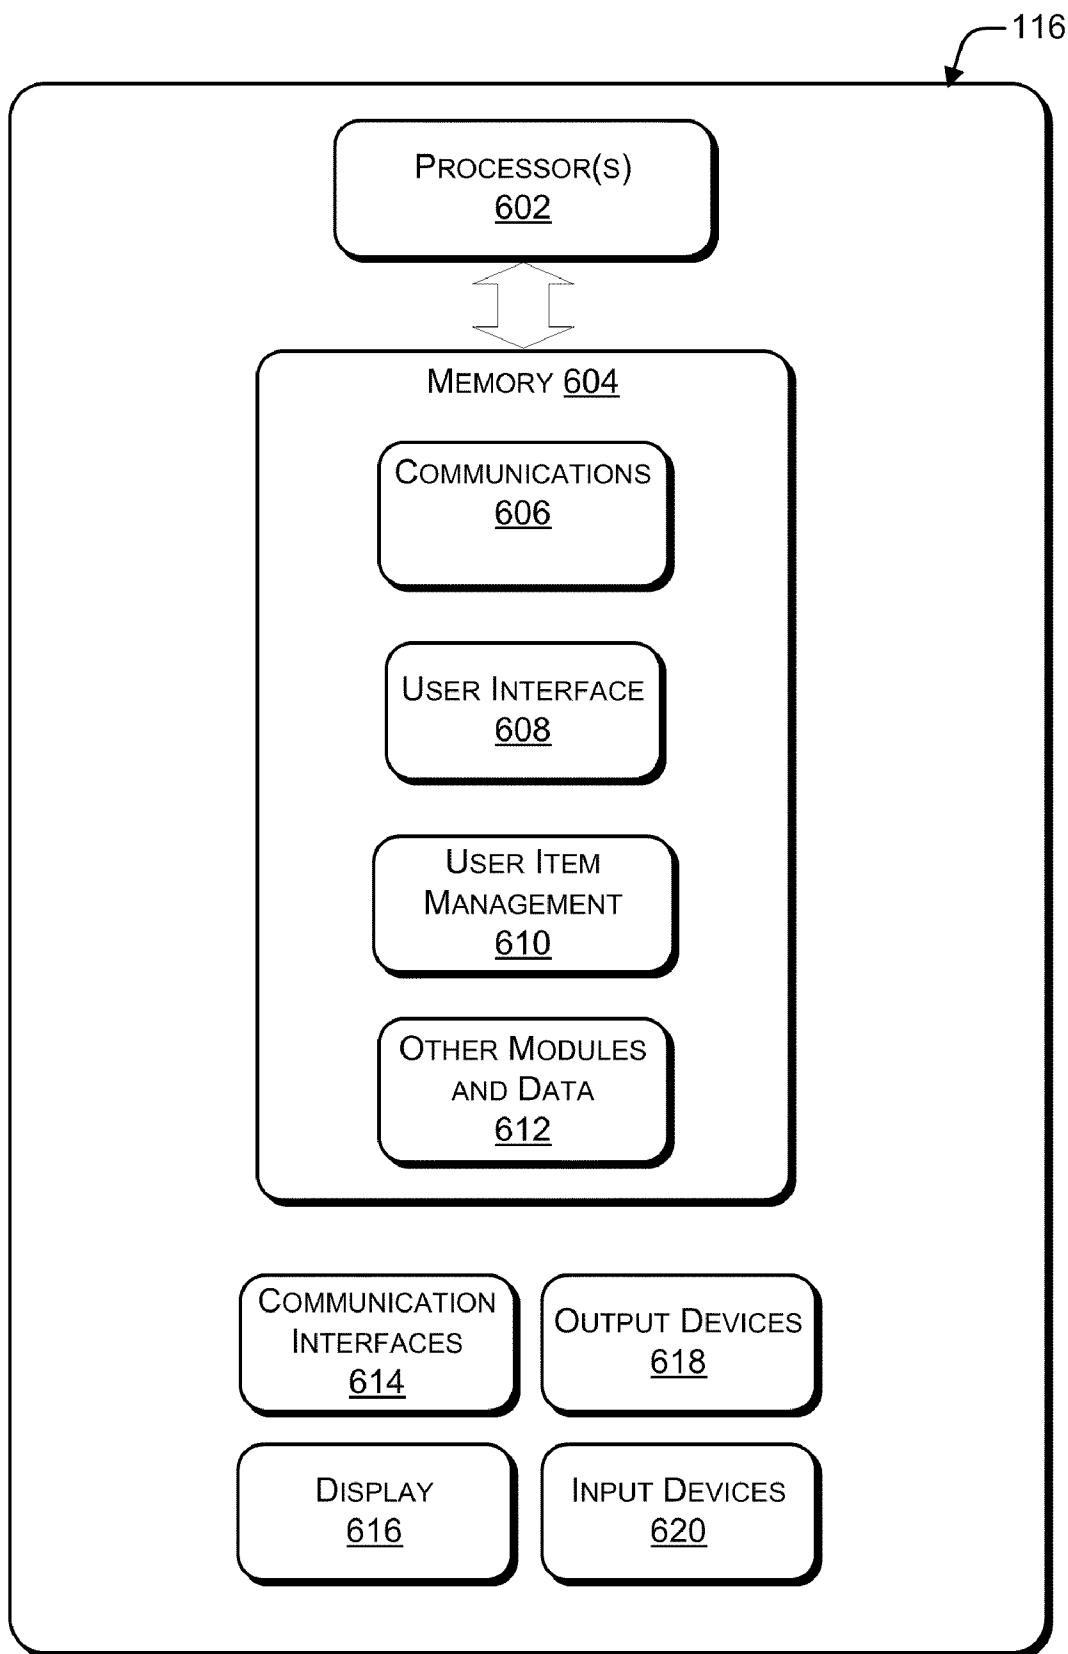 116
PROCESSOR(S)
602
MEMORY 604
COMMUNICATIONS
606
USER INTERFACE
608
USER ITEM
MANAGEMENT
610
OTHER MODULES
AND DATA
612
COMMUNICATION
INTERFACES
614
OUTPUT DEVICES
618
DISPLAY
616
INPUT DEVICES
620